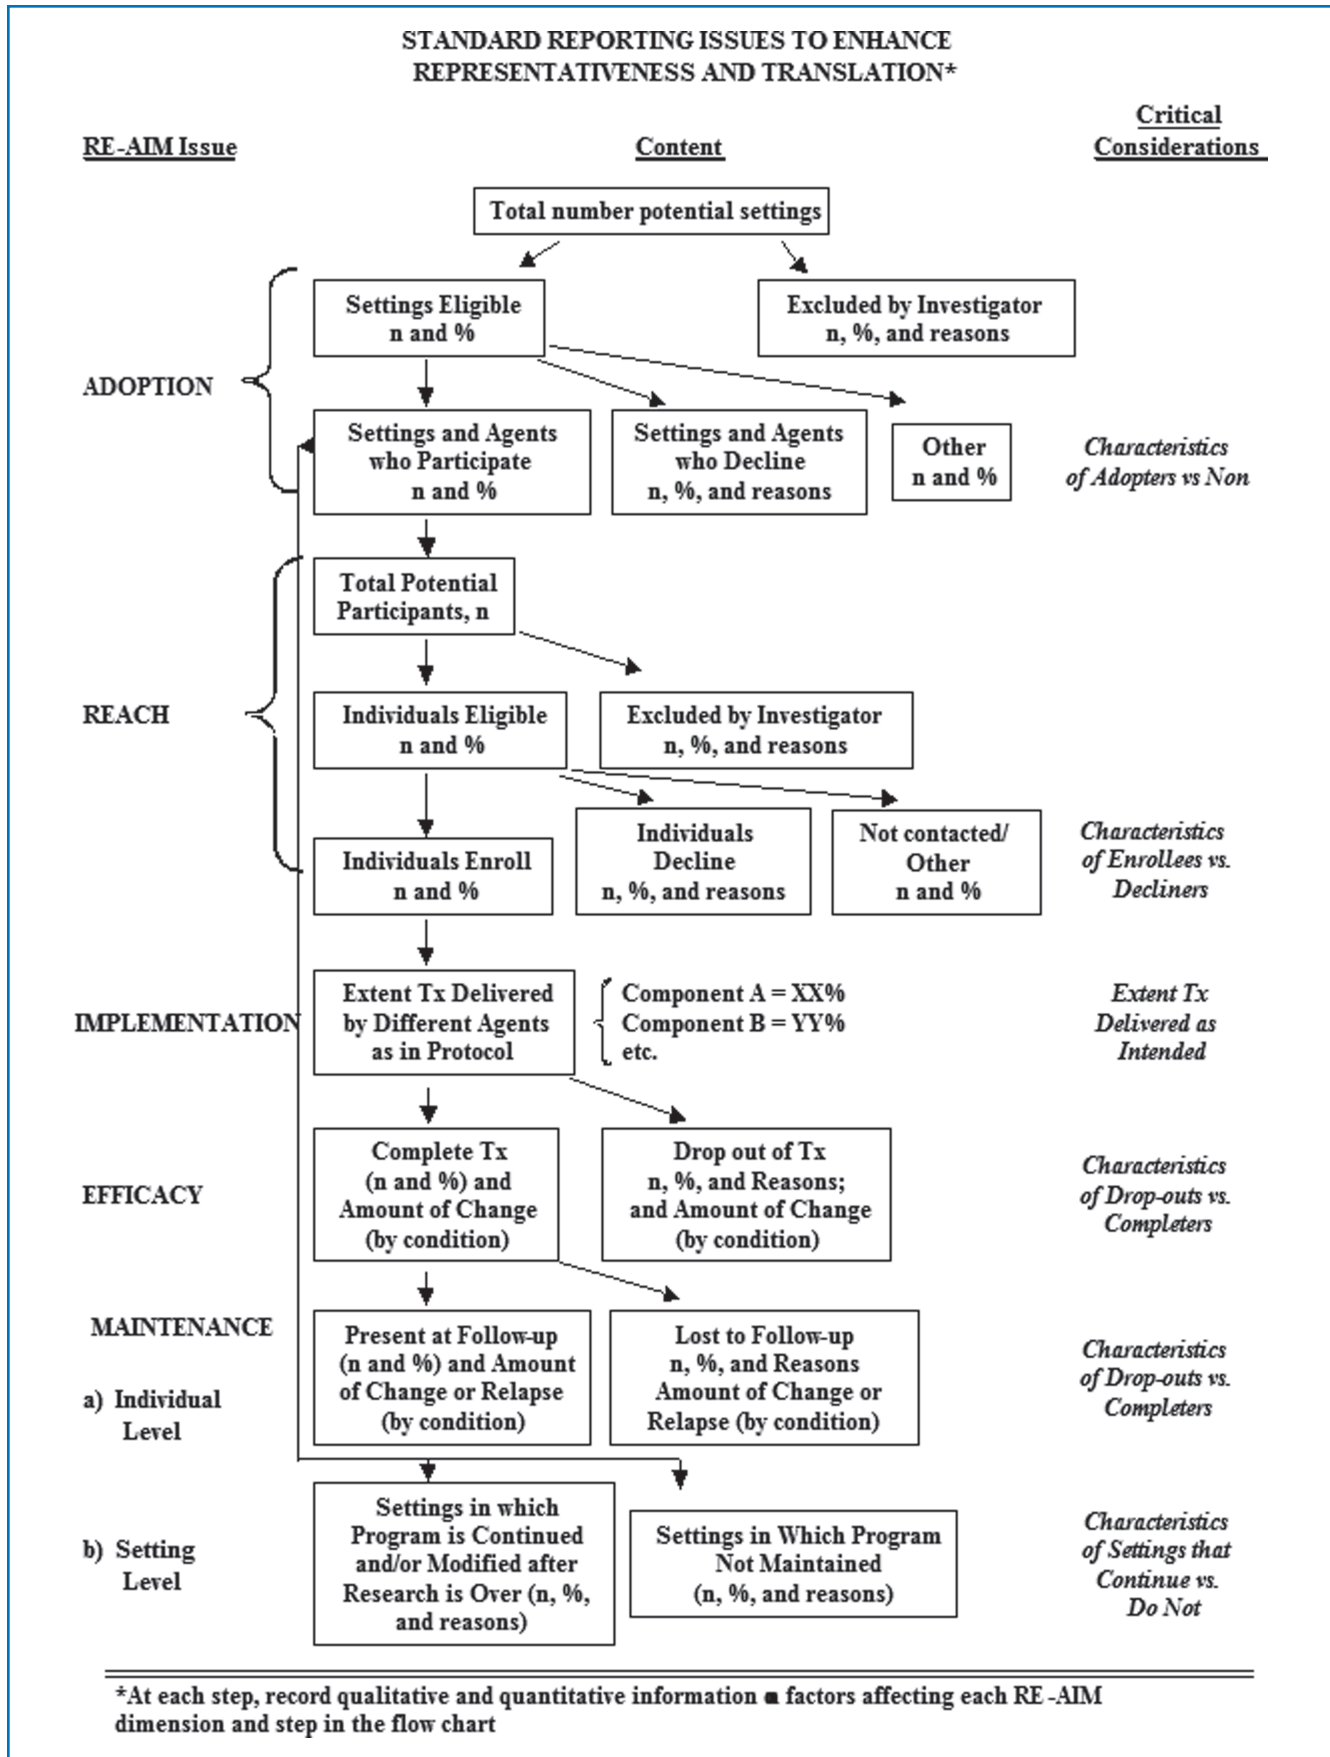 STANDARD REPORTING ISSUES TO ENHANCE
REPRESENTATIVENESS AND TRANSLATION*
RE-AIM Issue
Content
Critical
Considerations
Total number potential settings
Settings Eligible
n and %
Excluded by Investigator
n, %, and reasons
ADOPTION
Settings and Agents
who Participate
n and %
Settings and Agents
who Decline
n, %, and reasons
Other
n and %
Characteristics
of Adopters vs Non
Total Potential
Participants, n
REACH
Individuals Eligible
n and %
Excluded by Investigator
n, %, and reasons
Individuals Enroll
n and %
Individuals
Decline
n, %, and reasons
Not contacted/
Other
n and %
Characteristics
of Enrollees vs.
Decliners
IMPLEMENTATION
Extent Tx Delivered
by Different Agents
as in Protocol
Component A = XX%
Component B = YY%
etc.
Extent Tx
Delivered as
Intended
EFFICACY
Complete Tx
(n and %) and
Amount of Change
(by condition)
Drop out of Tx
n, %, and Reasons;
and Amount of Change
(by condition)
Characteristics
of Drop-outs vs.
Completers
MAINTENANCE
a) Individual
Level
Present at Follow-up
(n and %) and Amount
of Change or Relapse
(by condition)
Lost to Follow-up
n, %, and Reasons
Amount of Change or
Relapse (by condition)
Characteristics
of Drop-outs vs.
Completers
b) Setting
Level
Settings in which
Program is Continued
and/or Modified after
Research is Over (n, %,
and reasons)
Settings in Which Program
Not Maintained
(n, %, and reasons)
Characteristics
of Settings that
Continue vs.
Do Not
*At each step, record qualitative and quantitative information factors affecting each RE-AIM
dimension and step in the flow chart